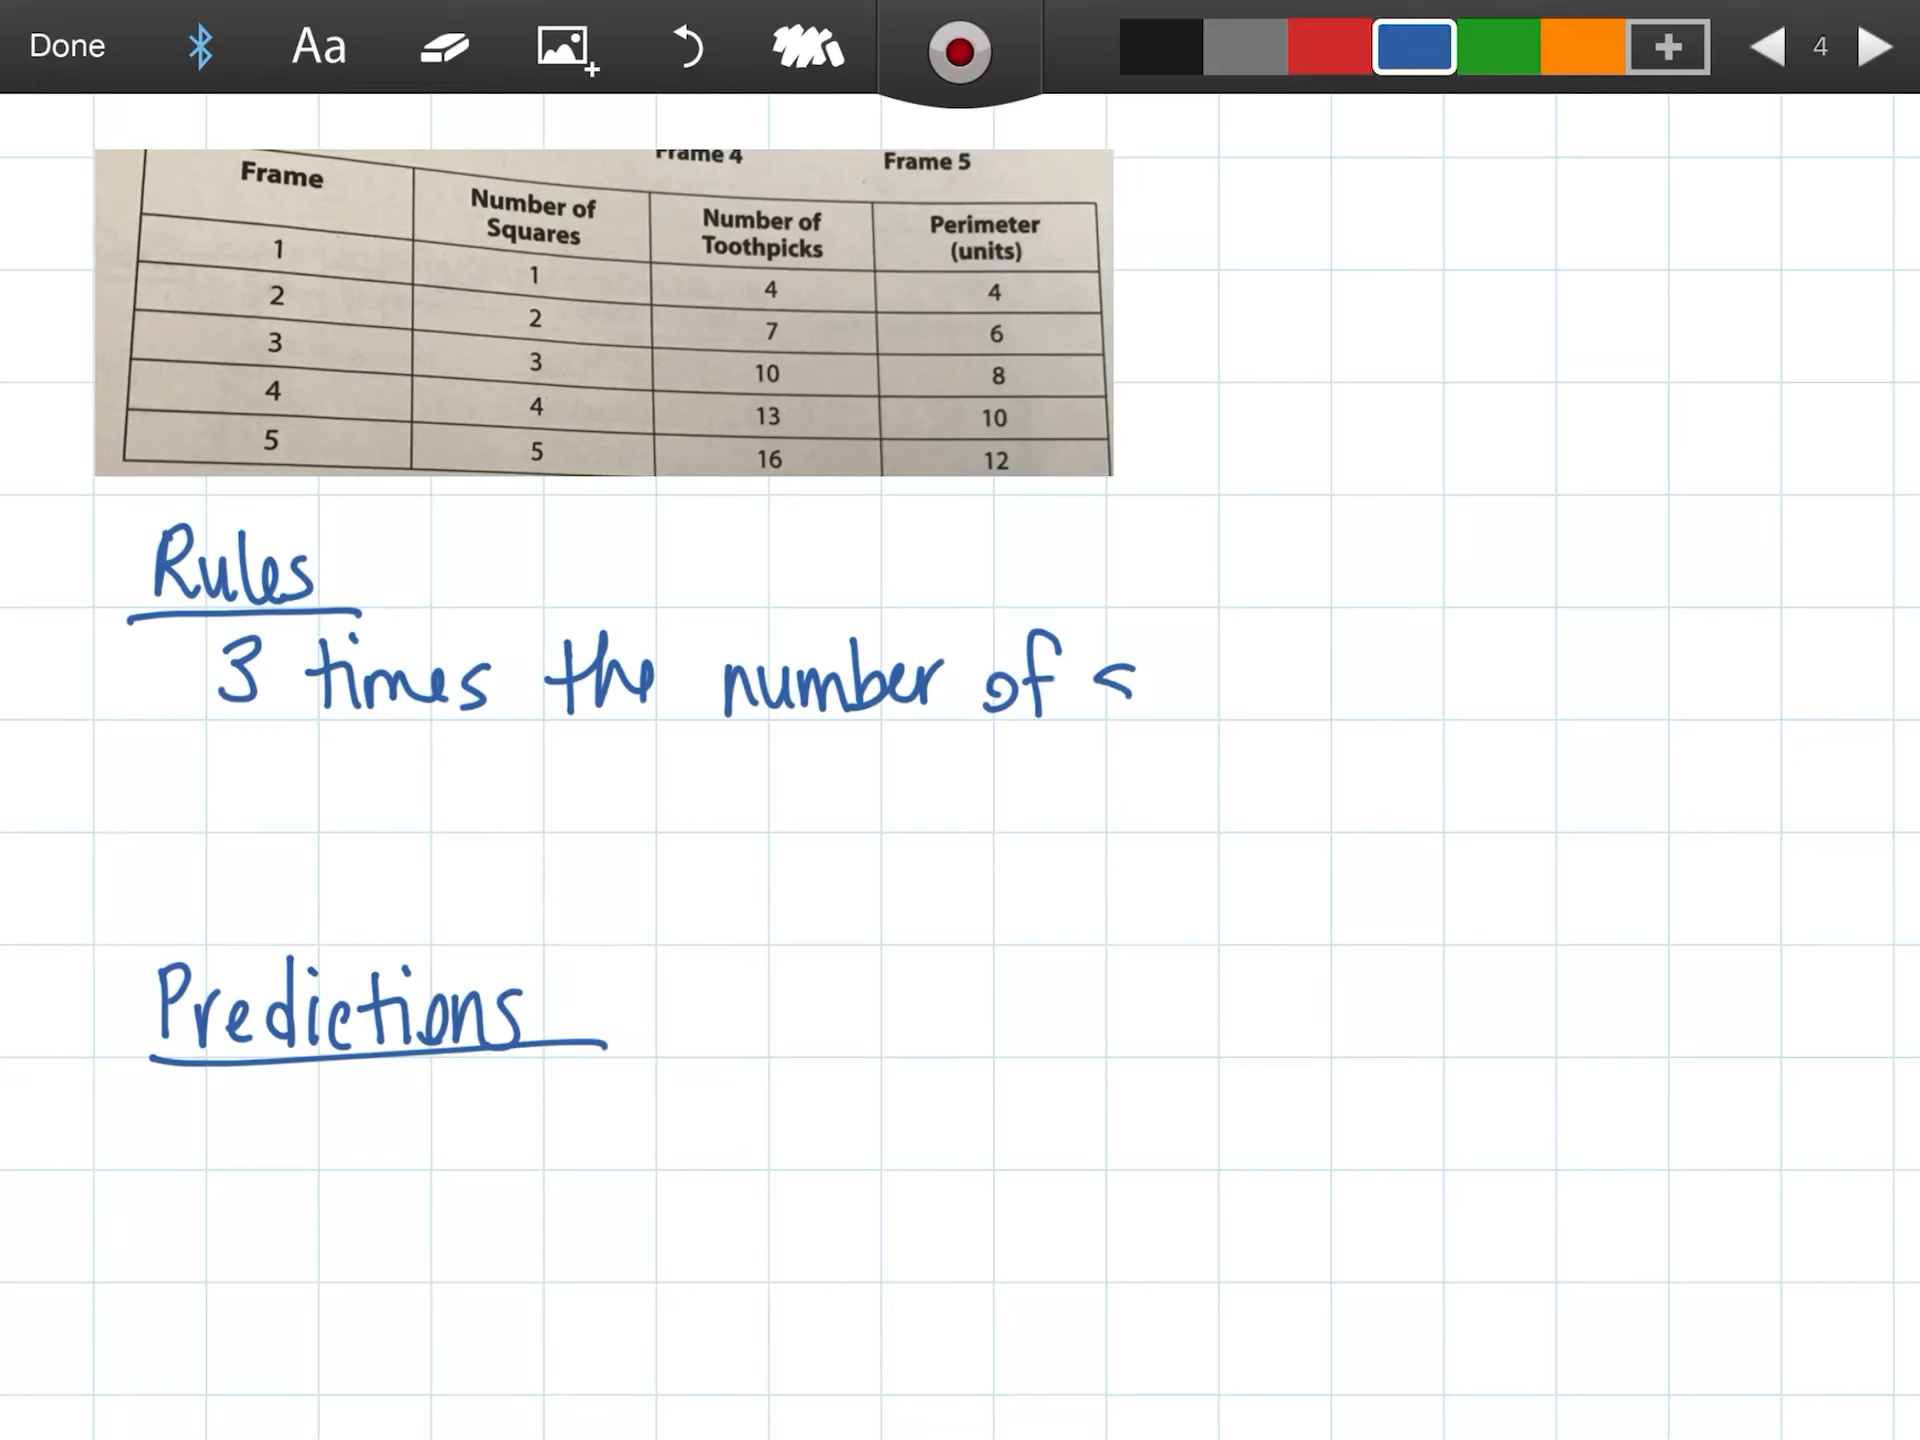 Done Aa 4
Frame 4 Frame 5
Frame Number of Squares Number of Toothpicks Perimeter (units)
1 1 4 4
2 2 7 6
3 3 10 8
4 4 13 10
5 5 16 12
Rules
3 times the number of s
Predictions